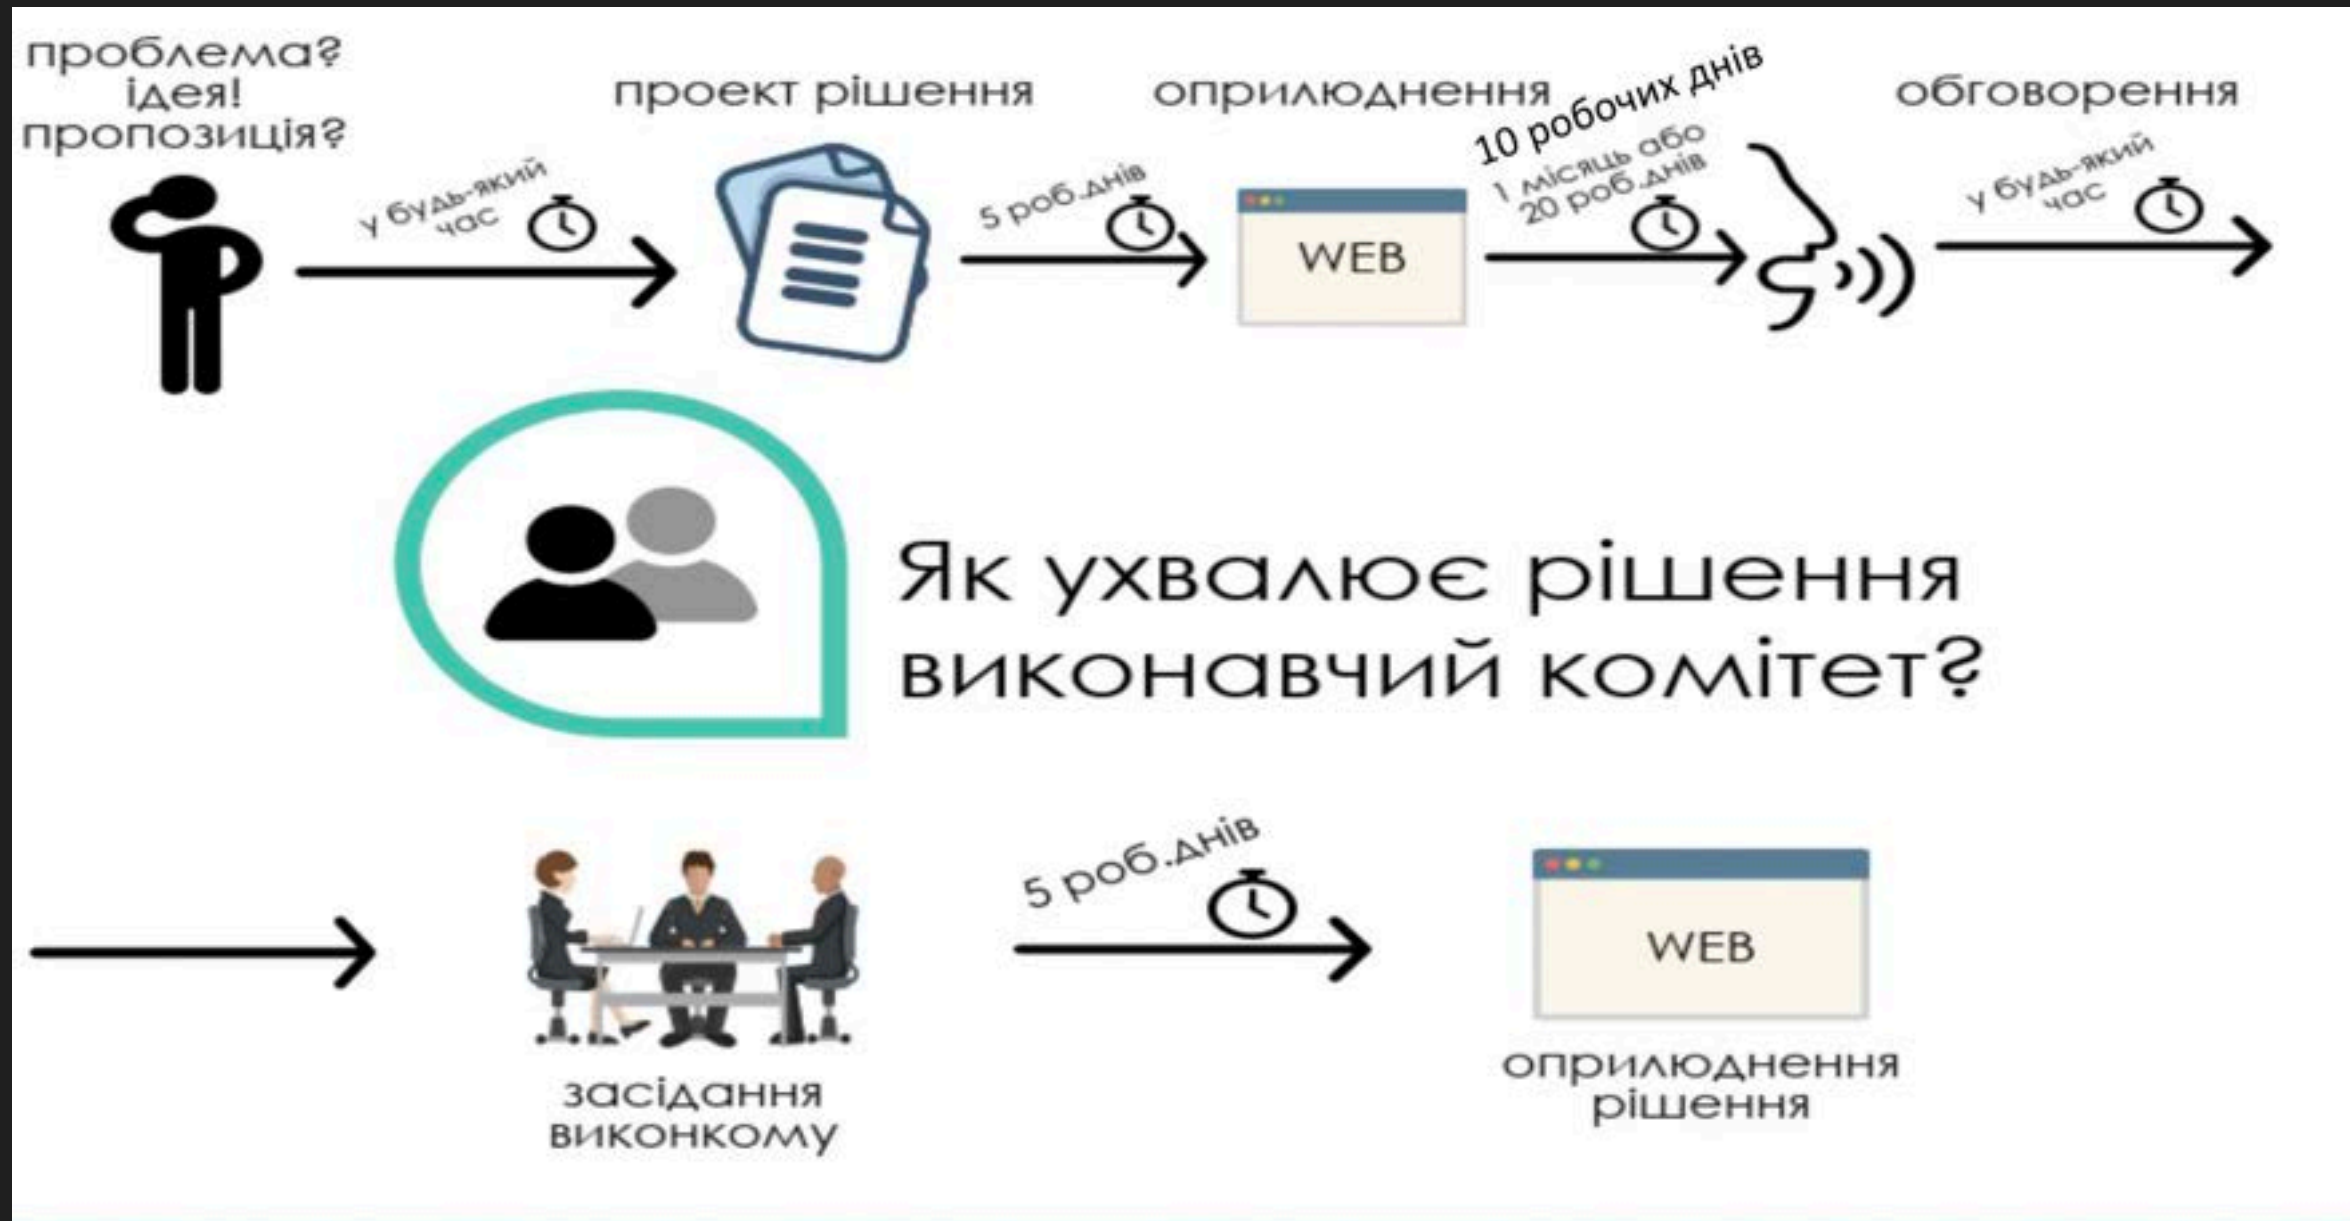 проблема?
ідея!
пропозиція?
у будь-який
час
проект рішення
5 роб.днів
оприлюднення
WEB
10 робочих днів
1 місяць або
20 роб.днів
обговорення
у будь-який
час
Як ухвалює рішення
виконавчий комітет?
засідання
виконкому
5 роб.днів
WEB
оприлюднення
рішення